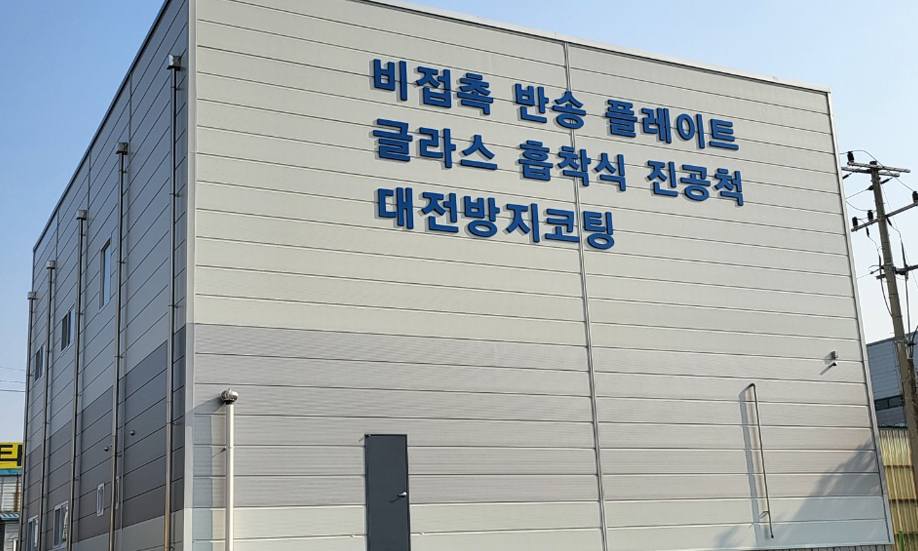 비접촉 반송 플레이트
글라스 흡착식 진공척
대전방지코팅